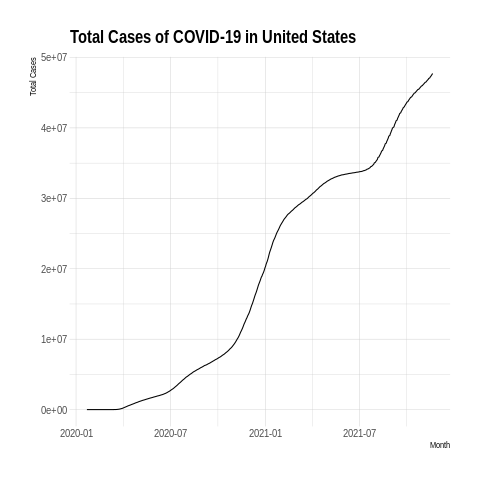 Total Cases of COVID-19 in United States
Total Cases
5e+07
4e+07
3e+07
2e+07
1e+07
0e+00
2020-01 2020-07 2021-01 2021-07
Month